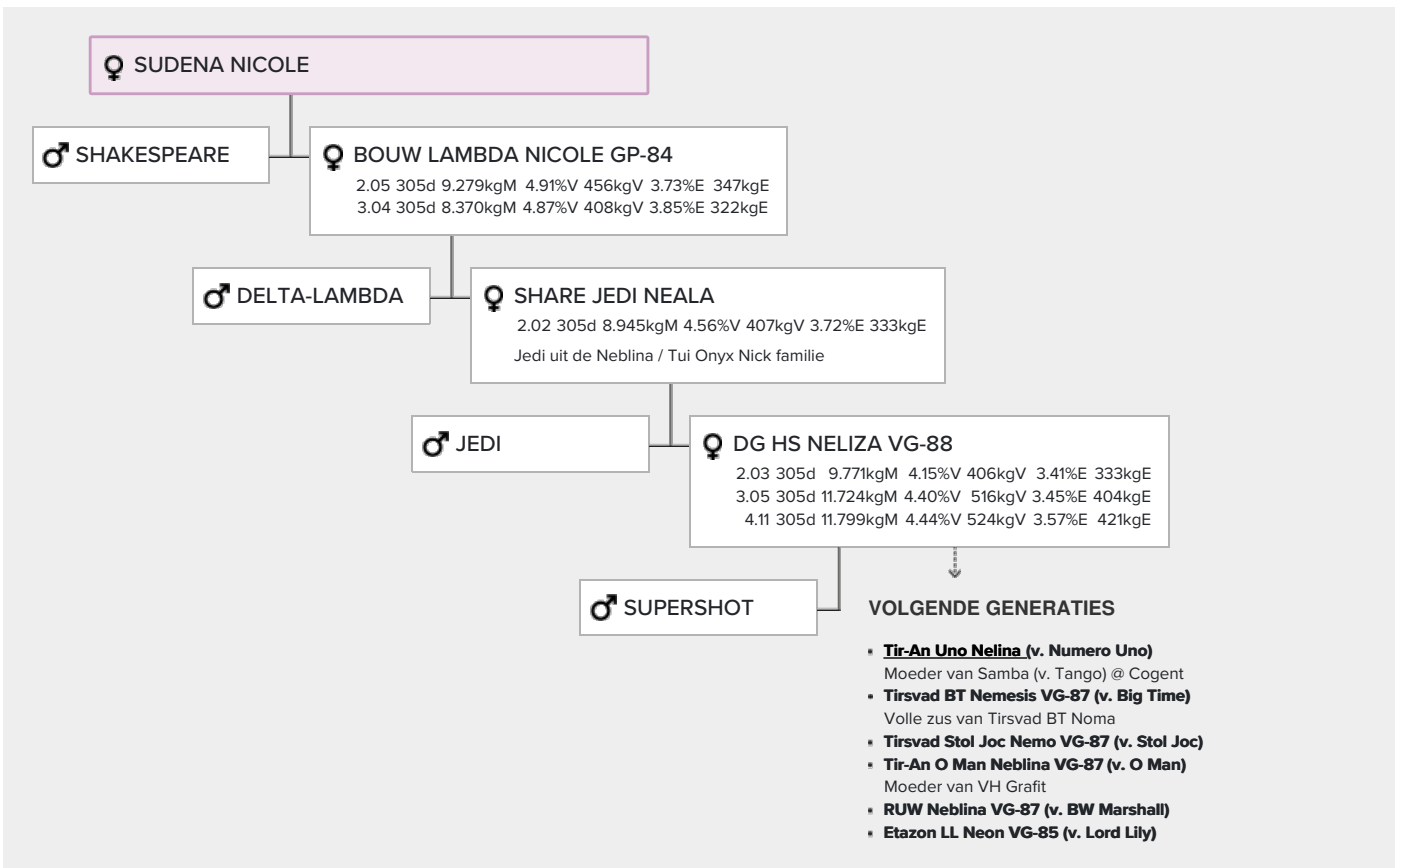 SUDENA NICOLE
SHAKESPEARE
BOUW LAMBDA NICOLE GP-84
2.05 305d 9.279kgM 4.91%V 456kgV 3.73%E 347kgE
3.04 305d 8.370kgM 4.87%V 408kgV 3.85%E 322kgE
DELTA-LAMBDA
SHARE JEDI NEALA
2.02 305d 8.945kgM 4.56%V 407kgV 3.72%E 333kgE
Jedi uit de Neblina / Tui Onyx Nick familie
JEDI
DG HS NELIZA VG-88
2.03 305d 9.771kgM 4.15%V 406kgV 3.41%E 333kgE
3.05 305d 11.724kgM 4.40%V 516kgV 3.45%E 404kgE
4.11 305d 11.799kgM 4.44%V 524kgV 3.57%E 421kgE
SUPERSHOT
VOLGENDE GENERATIES
Tir-An Uno Nelina (v. Numero Uno)
Moeder van Samba (v. Tango) @ Cogent
Tirsvad BT Nemesis VG-87 (v. Big Time)
Volle zus van Tirsvad BT Noma
Tirsvad Stol Joc Nemo VG-87 (v. Stol Joc)
Tir-An O Man Neblina VG-87 (v. O Man)
Moeder van VH Grafit
RUW Neblina VG-87 (v. BW Marshall)
Etazon LL Neon VG-85 (v. Lord Lily)